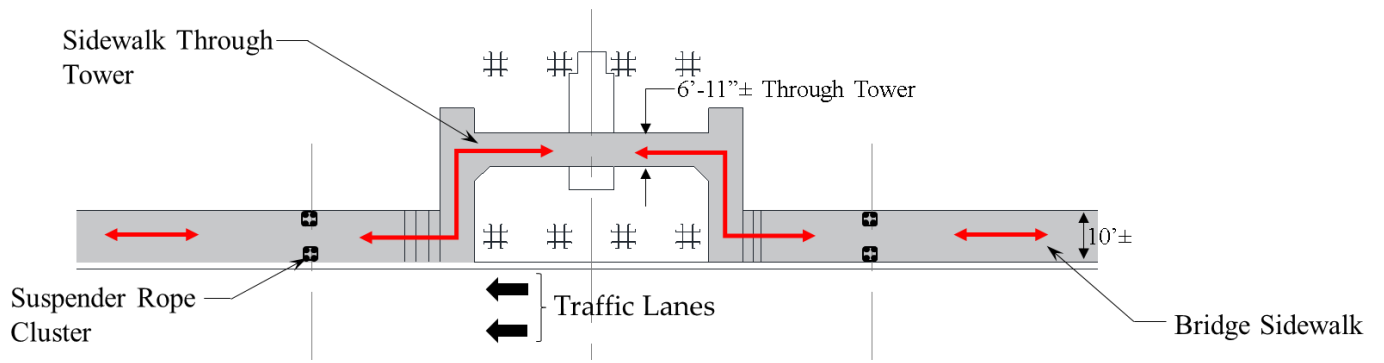 Sidewalk Through
Tower
6’-11”± Through Tower
10’±
Suspender Rope
Cluster
Traffic Lanes
Bridge Sidewalk